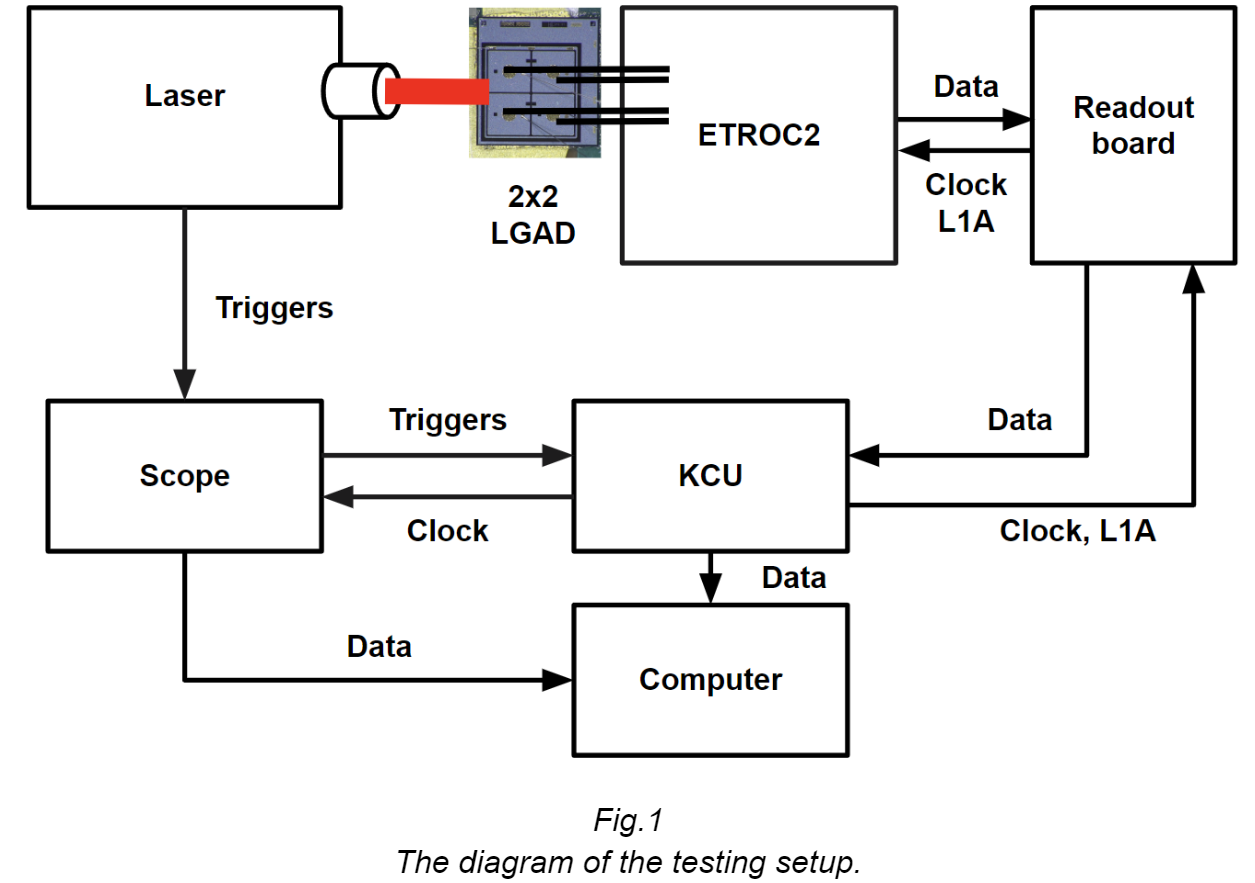 Laser
2x2
LGAD
ETROC2
Data
Clock
L1A
Readout
board
Triggers
Scope
Triggers
Clock
KCU
Data
Clock, L1A
Data
Data
Computer
Fig.1
The diagram of the testing setup.